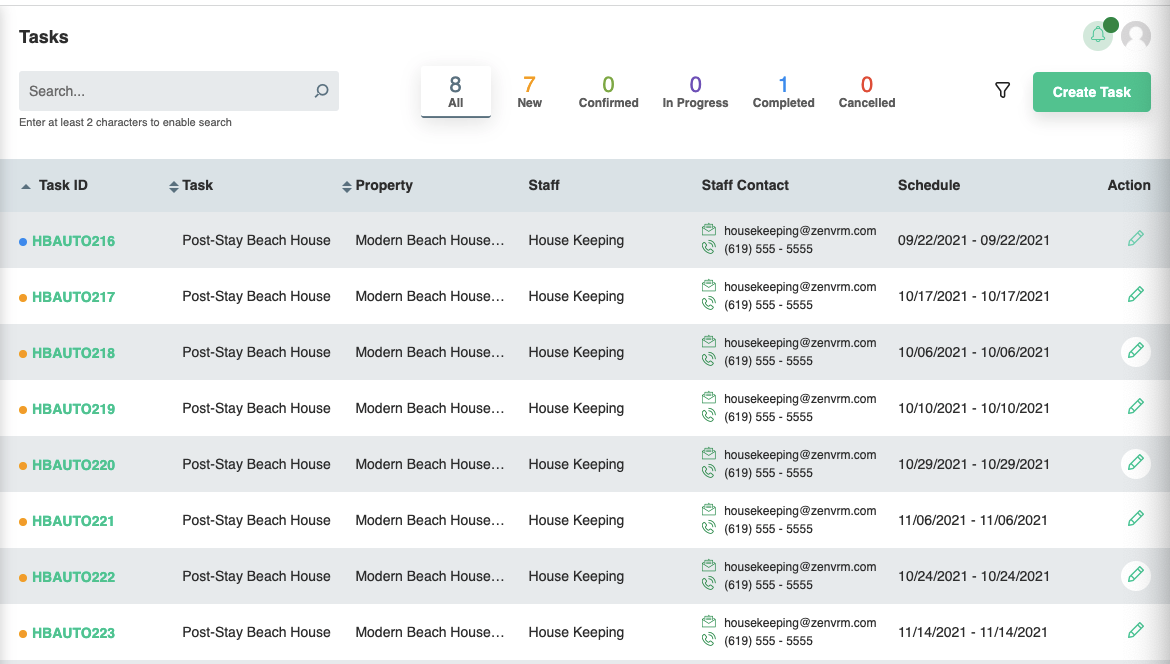 Tasks
Search...
Enter at least 2 characters to enable search
8 7 0 0 1 0
All New Confirmed In Progress Completed Cancelled
Create Task
Task ID Task Property Staff Staff Contact Schedule Action
HBAUTO216 Post-Stay Beach House Modern Beach House… House Keeping housekeeping@zenvrm.com 09/22/2021 - 09/22/2021
(619) 555 - 5555
HBAUTO217 Post-Stay Beach House Modern Beach House… House Keeping housekeeping@zenvrm.com 10/17/2021 - 10/17/2021
(619) 555 - 5555
HBAUTO218 Post-Stay Beach House Modern Beach House… House Keeping housekeeping@zenvrm.com 10/06/2021 - 10/06/2021
(619) 555 - 5555
HBAUTO219 Post-Stay Beach House Modern Beach House… House Keeping housekeeping@zenvrm.com 10/10/2021 - 10/10/2021
(619) 555 - 5555
HBAUTO220 Post-Stay Beach House Modern Beach House… House Keeping housekeeping@zenvrm.com 10/29/2021 - 10/29/2021
(619) 555 - 5555
HBAUTO221 Post-Stay Beach House Modern Beach House… House Keeping housekeeping@zenvrm.com 11/06/2021 - 11/06/2021
(619) 555 - 5555
HBAUTO222 Post-Stay Beach House Modern Beach House… House Keeping housekeeping@zenvrm.com 10/24/2021 - 10/24/2021
(619) 555 - 5555
HBAUTO223 Post-Stay Beach House Modern Beach House… House Keeping housekeeping@zenvrm.com 11/14/2021 - 11/14/2021
(619) 555 - 5555